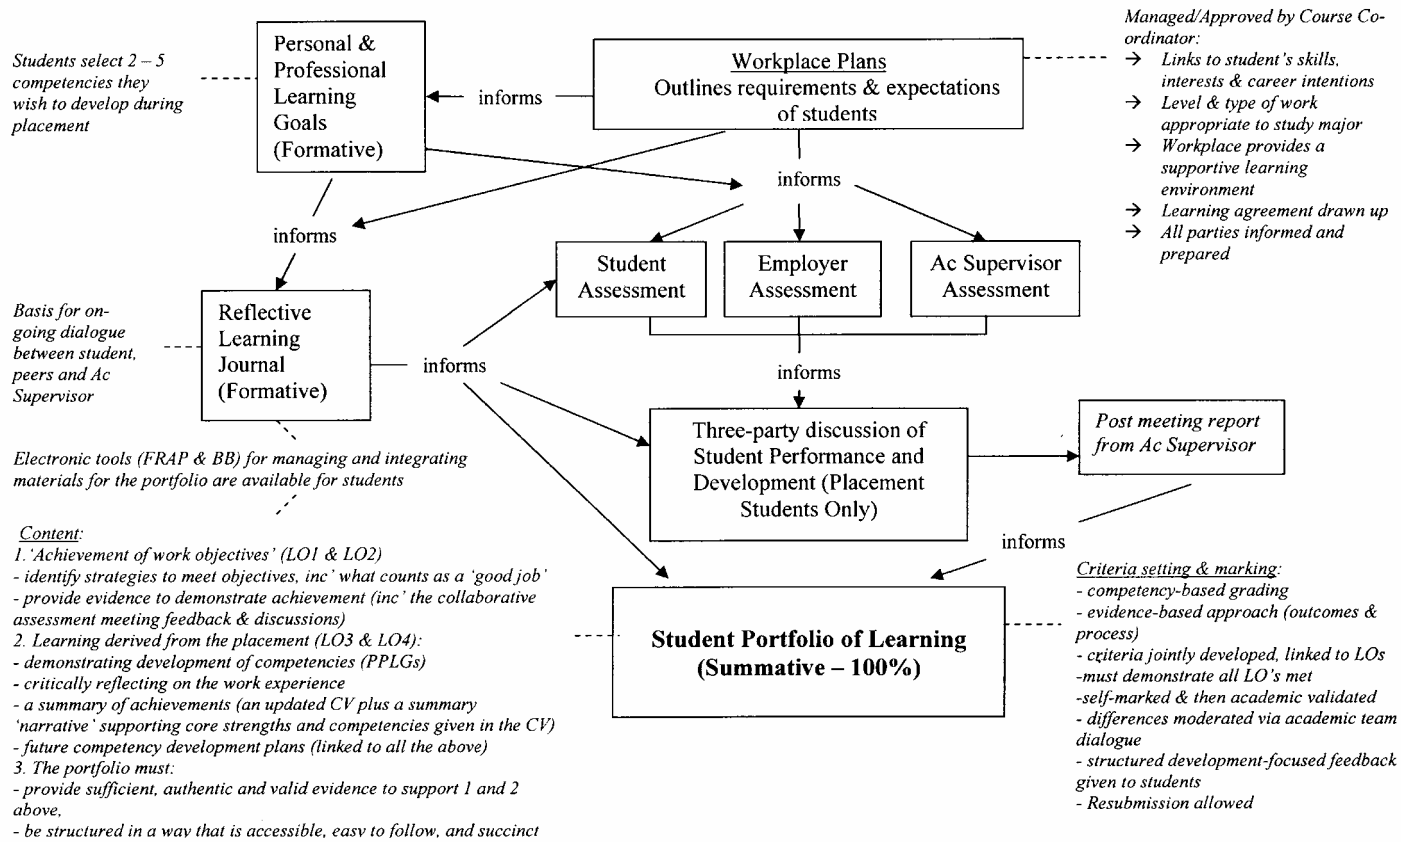 Students select 2 – 5
competencies they
wish to develop during
placement
Personal &
Professional
Learning
Goals
(Formative)
informs
Workplace Plans
Outlines requirements & expectations
of students
Managed/Approved by Course Co-
ordinator:
→ Links to student's skills,
interests & career intentions
→ Level & type of work
appropriate to study major
→ Workplace provides a
supportive learning
environment
→ Learning agreement drawn up
→ All parties informed and
prepared
informs
informs
Student
Assessment
Employer
Assessment
Ac Supervisor
Assessment
Basis for on-
going dialogue
between student,
peers and Ac
Supervisor
Reflective
Learning
Journal
(Formative)
informs
informs
Three-party discussion of
Student Performance and
Development (Placement
Students Only)
Post meeting report
from Ac Supervisor
Electronic tools (FRAP & BB) for managing and integrating
materials for the portfolio are available for students
informs
Content:
1. 'Achievement of work objectives' (LO1 & LO2)
- identify strategies to meet objectives, inc' what counts as a 'good job'
- provide evidence to demonstrate achievement (inc' the collaborative
assessment meeting feedback & discussions)
2. Learning derived from the placement (LO3 & LO4):
- demonstrating development of competencies (PPLGs)
- critically reflecting on the work experience
- a summary of achievements (an updated CV plus a summary
'narrative' supporting core strengths and competencies given in the CV)
- future competency development plans (linked to all the above)
3. The portfolio must:
- provide sufficient, authentic and valid evidence to support 1 and 2
above,
- be structured in a way that is accessible, easy to follow, and succinct
Student Portfolio of Learning
(Summative – 100%)
Criteria setting & marking:
- competency-based grading
- evidence-based approach (outcomes &
process)
- criteria jointly developed, linked to LOs
-must demonstrate all LO's met
-self-marked & then academic validated
- differences moderated via academic team
dialogue
- structured development-focused feedback
given to students
- Resubmission allowed